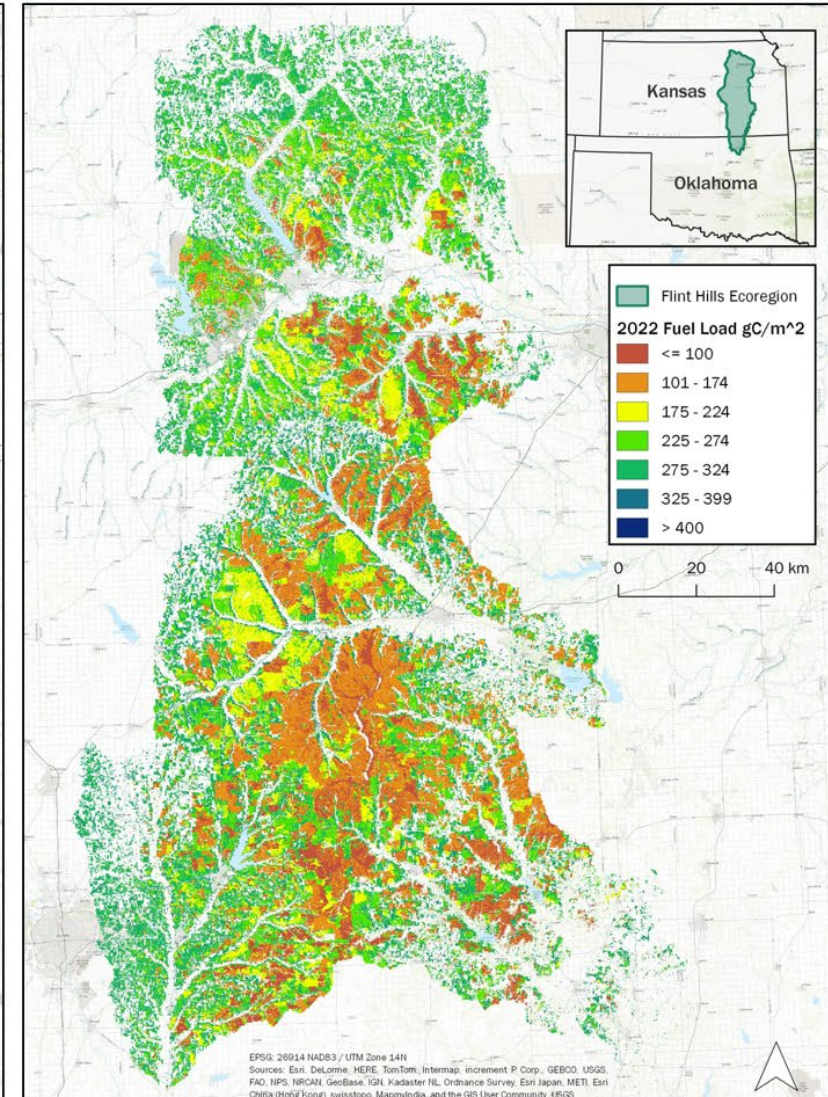 Kansas
Oklahoma
Flint Hills Ecoregion
2022 Fuel Load gC/m^2
<= 100
101 - 174
175 - 224
225 - 274
275 - 324
325 - 399
> 400
0 20 40 km
EPSG: 26914 NAD83 / UTM Zone 14N
Sources: Esri, DeLorme, HERE, TomTom, Intermap, increment P Corp., GEBCO, USGS,
FAO, NPS, NRCAN, GeoBase, IGN, Kadaster NL, Ordnance Survey, Esri Japan, METI, Esri
China (Hong Kong), swisstopo, MapmyIndia, and the GIS User Community, USGS